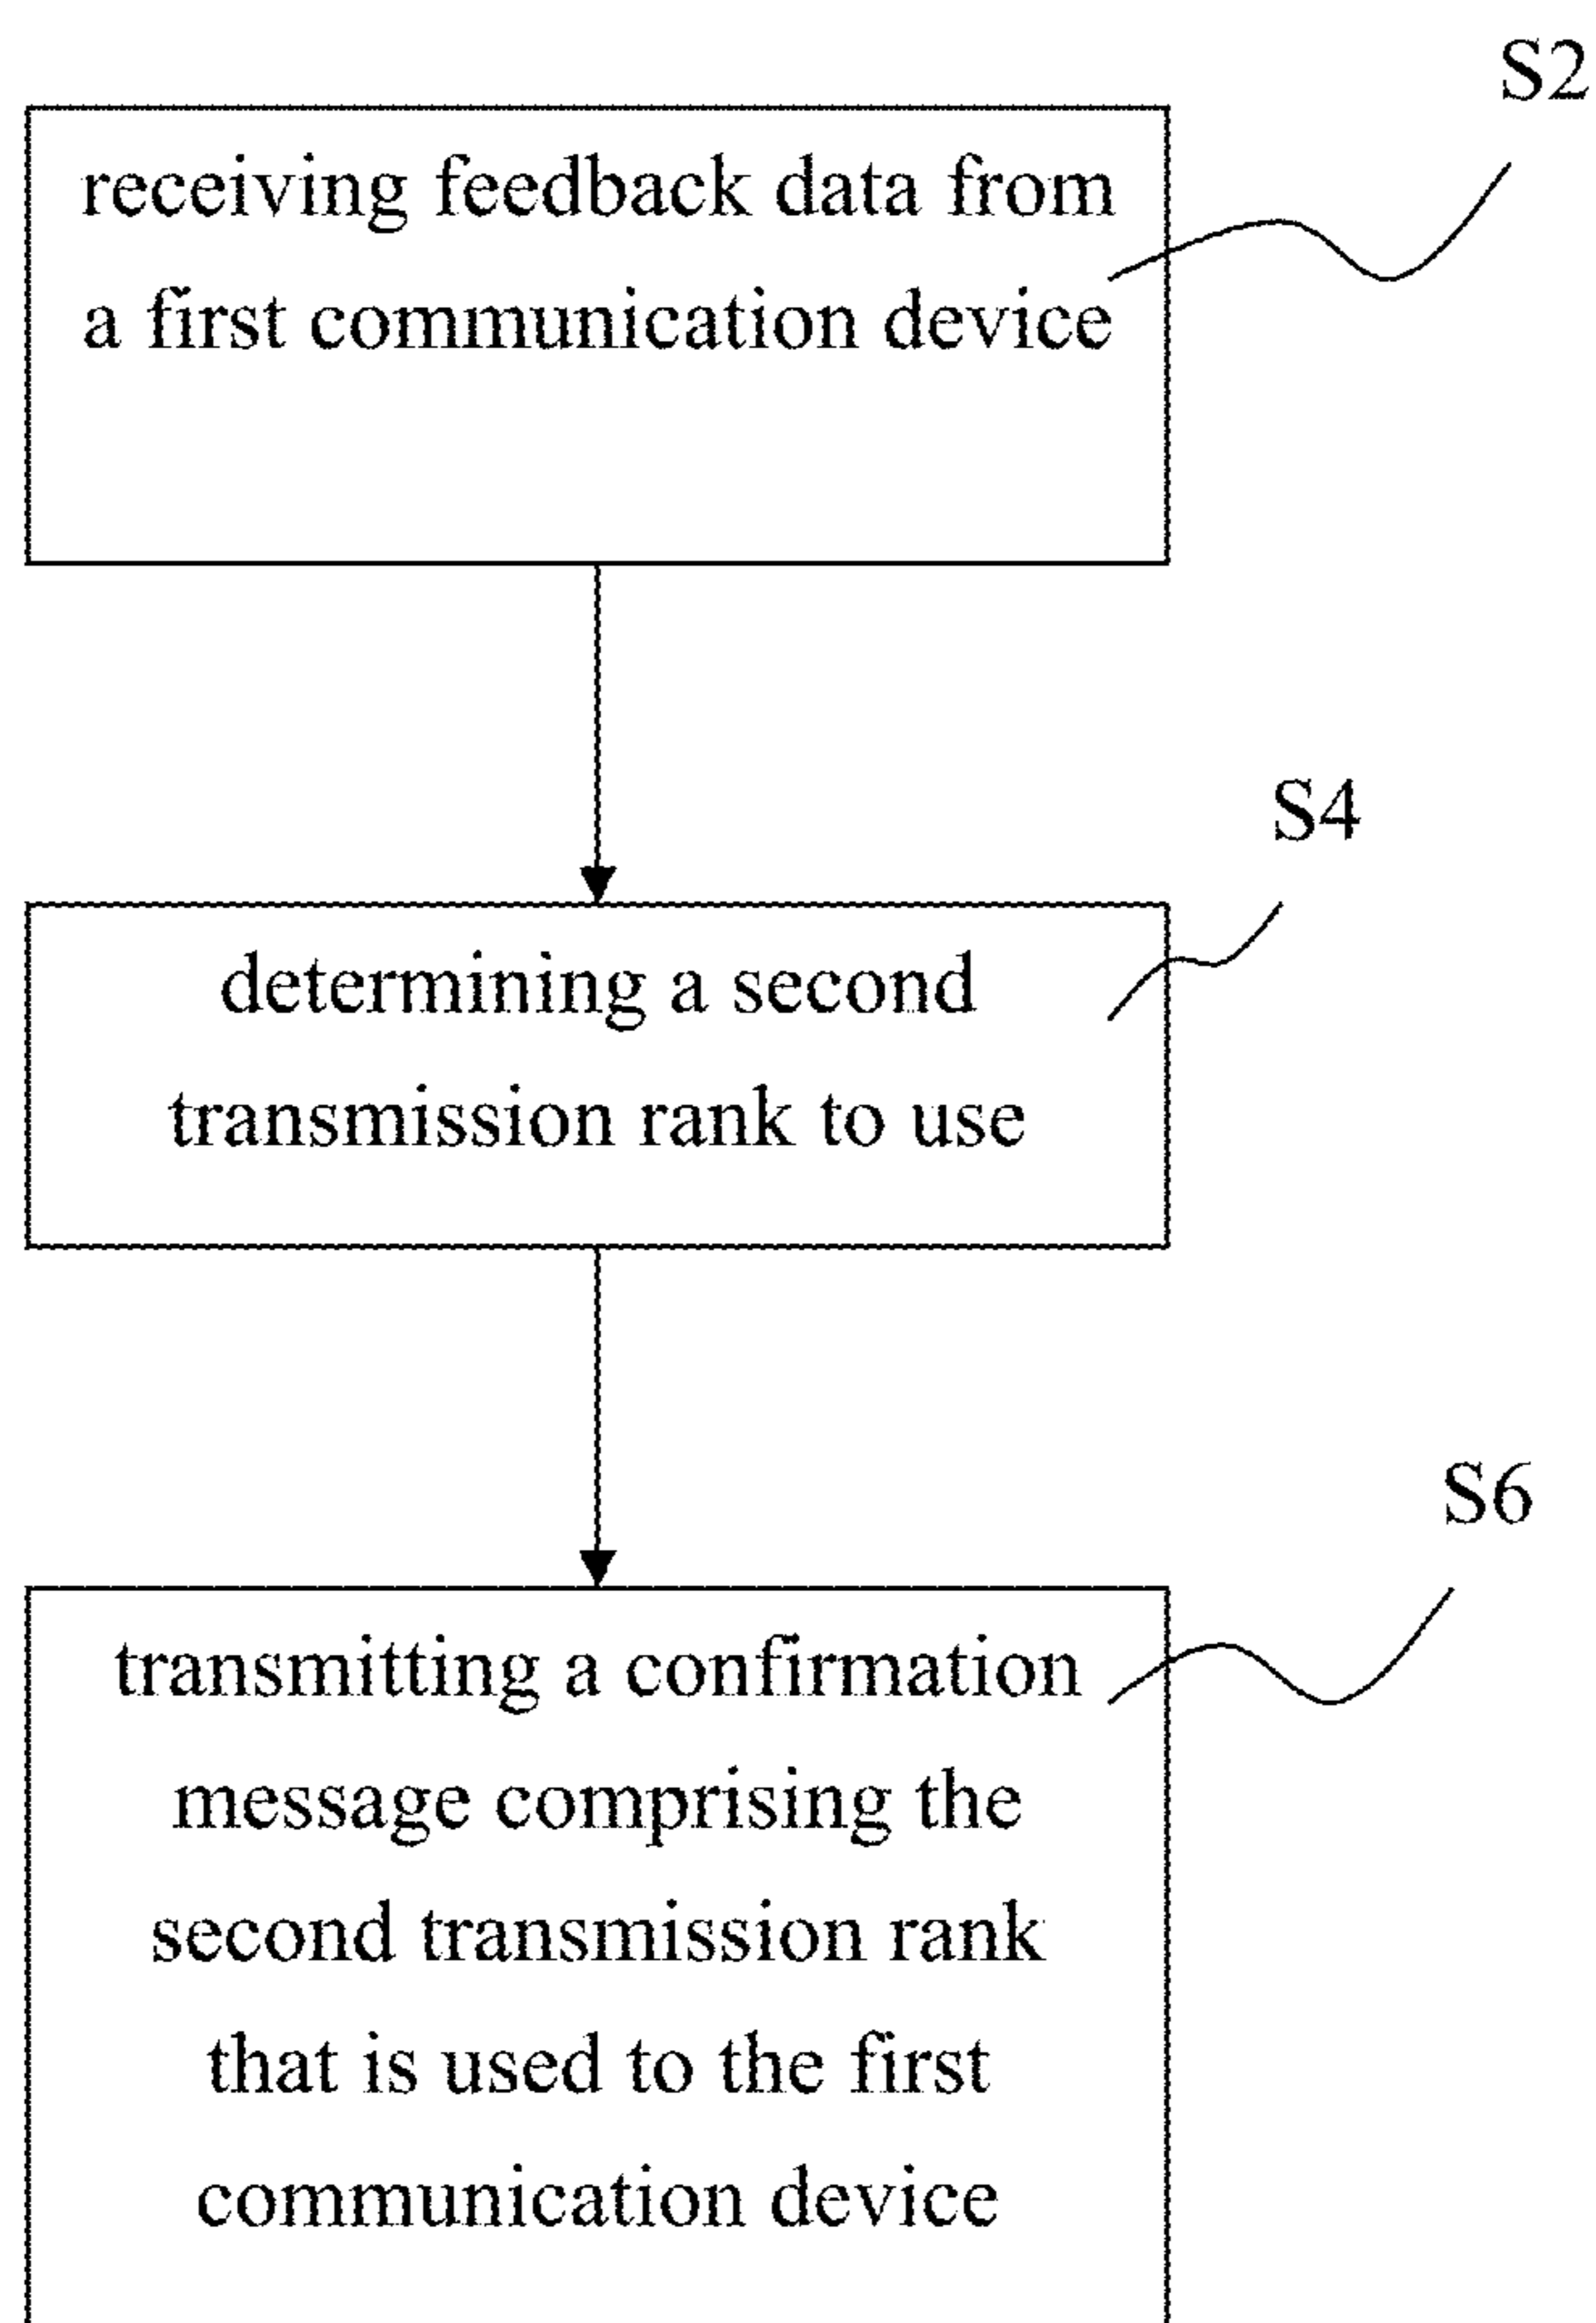 S2
receiving feedback data from
a first communication device
S4
determining a second
transmission rank to use
S6
transmitting a confirmation
message comprising the
second transmission rank
that is used to the first
communication device